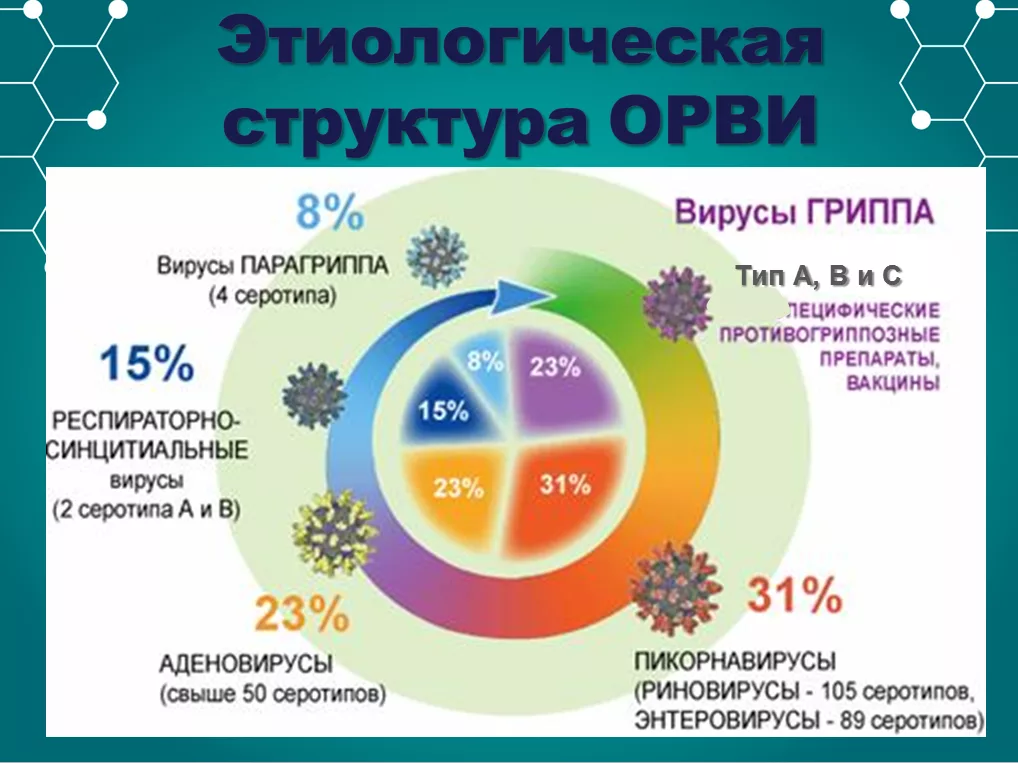 Этиологическая
структура ОРВИ
8%
Вирусы ПАРАГРИППА
(4 серотипа)
Вирусы ГРИППА
Тип А, В и С
ПЕЦИФИЧЕСКИЕ
ПРОТИВОГРИППОЗНЫЕ
ПРЕПАРАТЫ,
ВАКЦИНЫ
15%
РЕСПИРАТОРНО-
СИНЦИТИАЛЬНЫЕ
вирусы
(2 серотипа А и В)
8%
23%
15%
23%
31%
23%
АДЕНОВИРУСЫ
(свыше 50 серотипов)
31%
ПИКОРНАВИРУСЫ
(РИНОВИРУСЫ - 105 серотипов,
ЭНТЕРОВИРУСЫ - 89 серотипов)